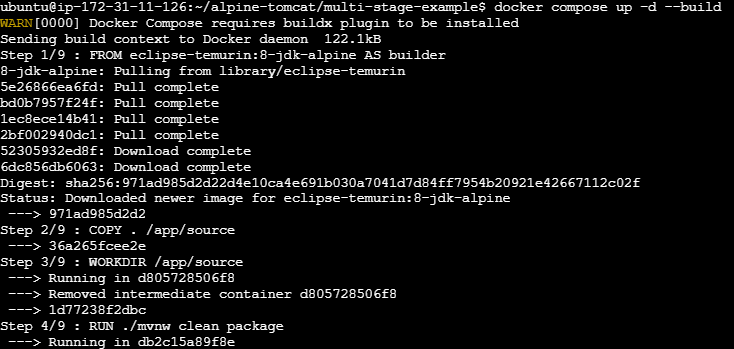 ubuntu@ip-172-31-11-126:~/alpine-tomcat/multi-stage-example$ docker compose up -d --build
WARN[0000] Docker Compose requires buildx plugin to be installed
Sending build context to Docker daemon  122.1kB
Step 1/9 : FROM eclipse-temurin:8-jdk-alpine AS builder
8-jdk-alpine: Pulling from library/eclipse-temurin
5e26866ea6fd: Pull complete
bd0b7957f24f: Pull complete
1ec8ece14b41: Pull complete
2bf002940dc1: Pull complete
52305932ed8f: Download complete
6dc856db6063: Download complete
Digest: sha256:971ad985d2d22d4e10ca4e691b030a7041d7d84ff7954b20921e42667112c02f
Status: Downloaded newer image for eclipse-temurin:8-jdk-alpine
 ---> 971ad985d2d2
Step 2/9 : COPY . /app/source
 ---> 36a265fcee2e
Step 3/9 : WORKDIR /app/source
 ---> Running in d805728506f8
 ---> Removed intermediate container d805728506f8
 ---> 1d77238f2dbc
Step 4/9 : RUN ./mvnw clean package
 ---> Running in db2c15a89f8e